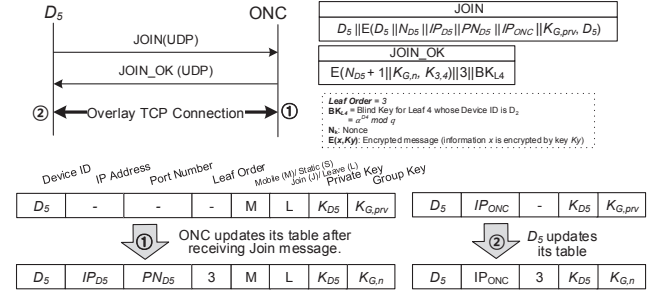 D5 ONC
JOIN(UDP)
JOIN_OK (UDP)
② Overlay TCP Connection ①
JOIN
D5 ||E(D5 ||ND5 ||IPD5 ||PND5 ||IPONC ||KG,prv, D5)
JOIN_OK
E(ND5 + 1||KG,n, K3,4)||3||BKL4
Leaf Order = 3
BKL4 = Blind Key for Leaf 4 whose Device ID is D2
= αD4 mod q
Nk: Nonce
E(x,Ky): Encrypted message (information x is encrypted by key Ky)
Device ID IP Address Port Number Leaf Order Mobile (M)/ Static (S) Join (J)/ Leave (L) Private Key Group Key
D5 - - - M L KD5 KG,prv
① ONC updates its table after
receiving Join message.
D5 IPD5 PND5 3 M L KD5 KG,n
D5 IPONC - KD5 KG,prv
② D5 updates
its table
D5 IPONC 3 KD5 KG,n